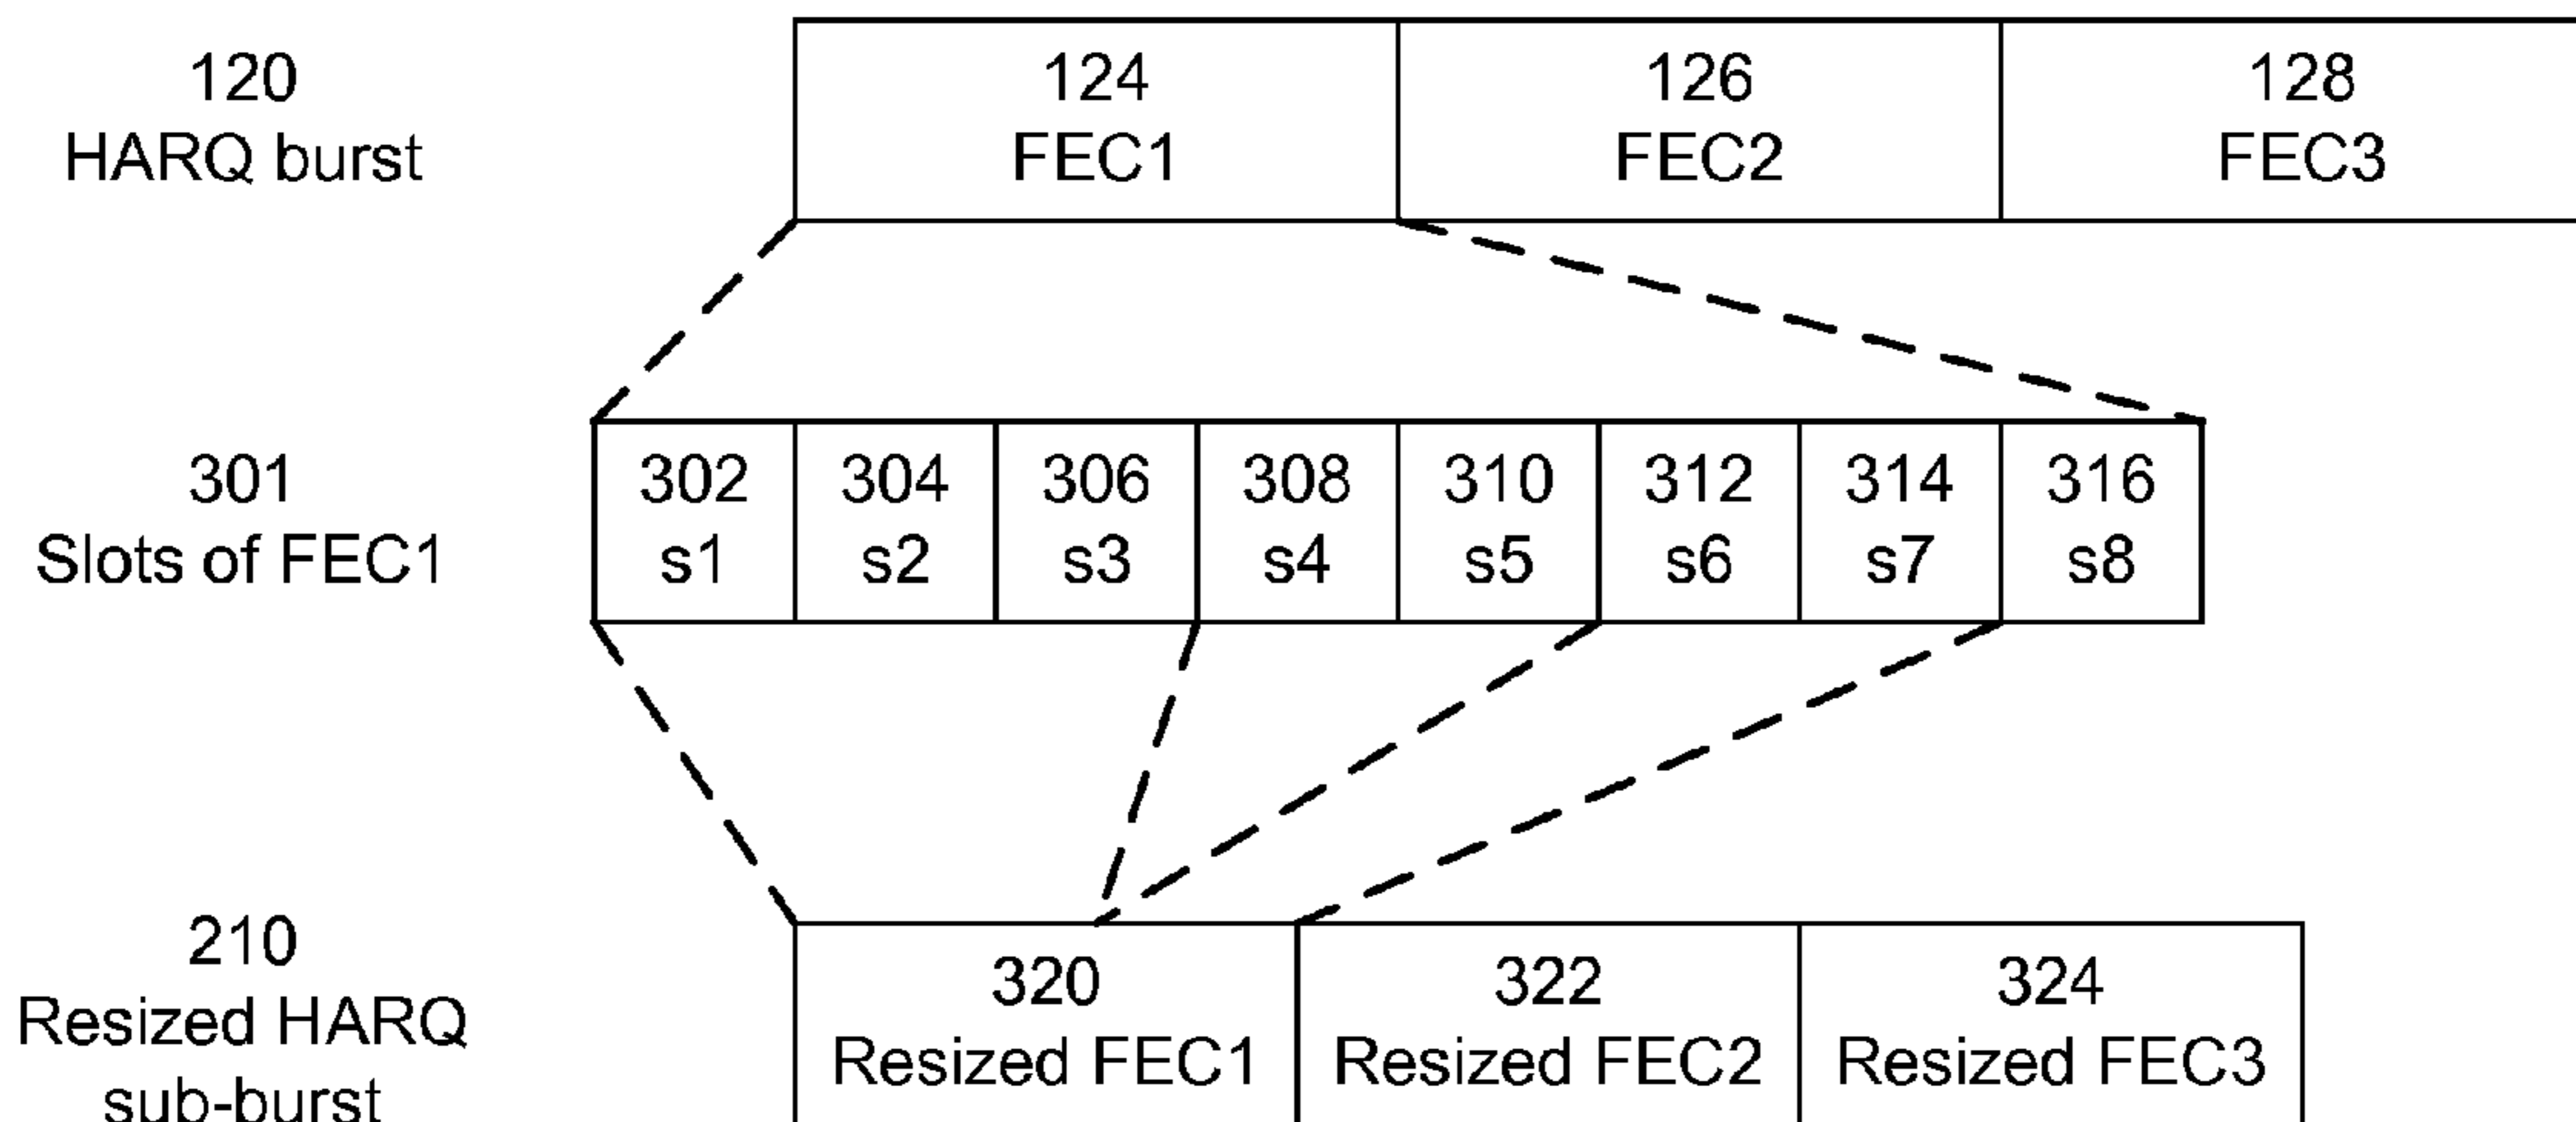 120
HARQ burst
124
FEC1
126
FEC2
128
FEC3
301
Slots of FEC1
302
s1
304
s2
306
s3
308
s4
310
s5
312
s6
314
s7
316
s8
210
Resized HARQ
sub-burst
320
Resized FEC1
322
Resized FEC2
324
Resized FEC3